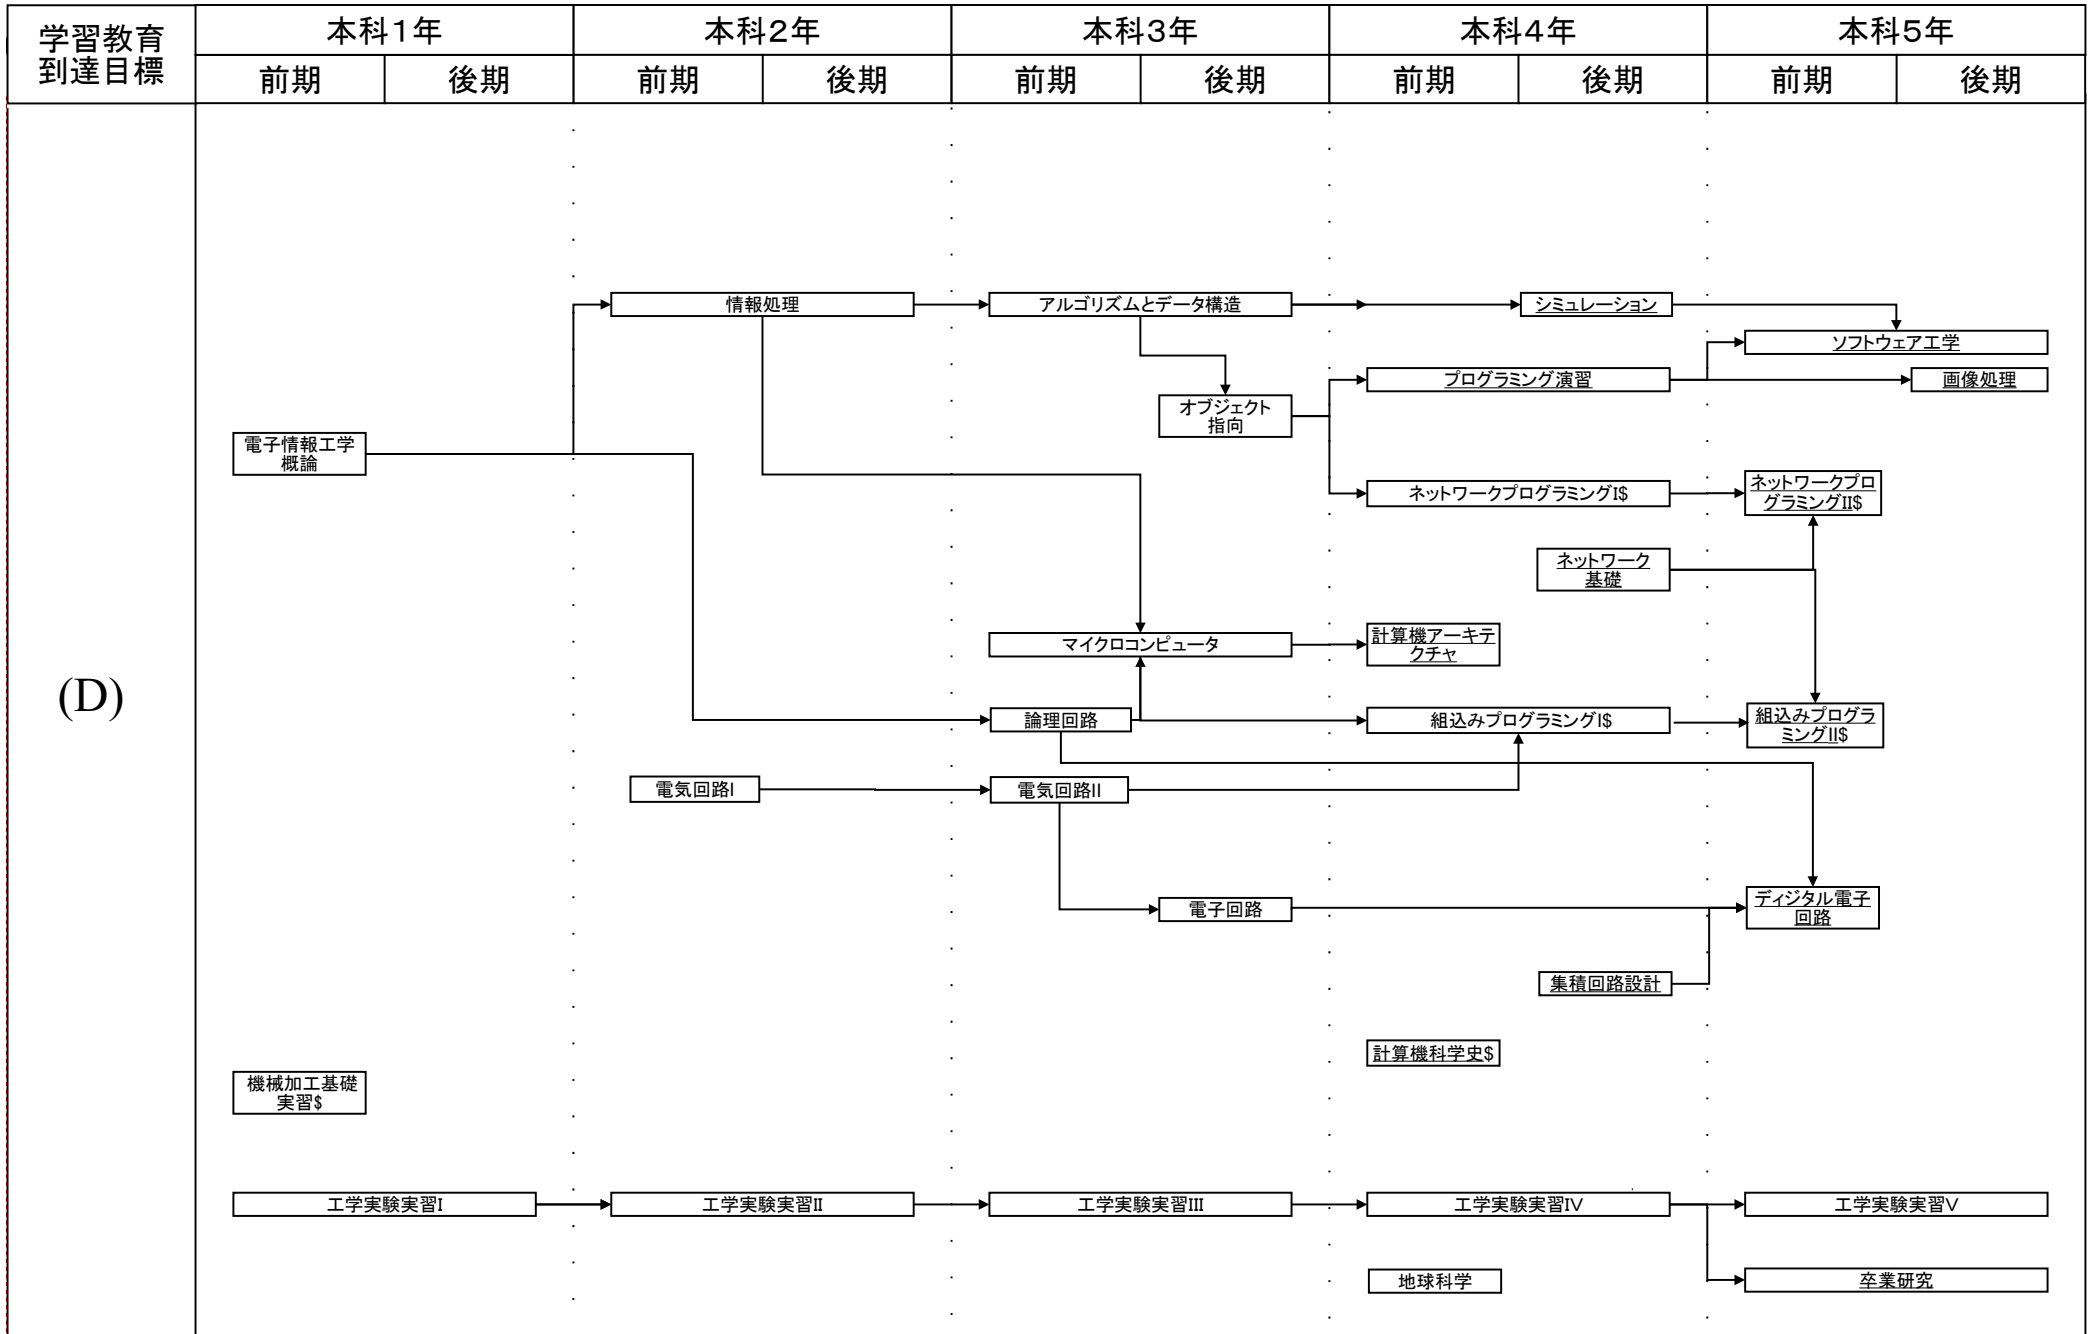 学習教育
到達目標
本科1年
本科2年
本科3年
本科4年
本科5年
前期
後期
前期
後期
前期
後期
前期
後期
前期
後期
(D)
情報処理
アルゴリズムとデータ構造
シミュレーション
ソフトウェア工学
プログラミング演習
画像処理
オブジェクト
指向
電子情報工学
概論
ネットワークプログラミングI$
ネットワークプロ
グラミングII$
ネットワーク
基礎
マイクロコンピュータ
計算機アーキテ
クチャ
論理回路
組込みプログラミングI$
組込みプログラ
ミングII$
電気回路I
電気回路II
電子回路
ディジタル電子
回路
集積回路設計
計算機科学史$
機械加工基礎
実習$
工学実験実習I
工学実験実習II
工学実験実習III
工学実験実習IV
工学実験実習V
地球科学
卒業研究